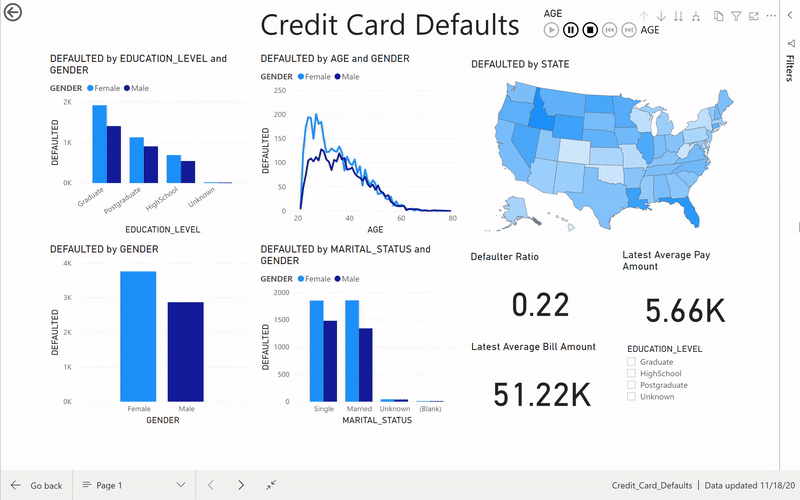 Credit Card Defaults
AGE
AGE
Filters
DEFAULTED by EDUCATION_LEVEL and
GENDER
GENDER Female Male
2K
1K
0K
DEFAULTED
Graduate
Postgraduate
HighSchool
Unknown
EDUCATION_LEVEL
DEFAULTED by AGE and GENDER
GENDER Female Male
250
200
150
100
50
0
DEFAULTED
20 40 60 80
AGE
DEFAULTED by STATE
DEFAULTED by GENDER
4K
3K
2K
1K
0K
DEFAULTED
Female Male
GENDER
DEFAULTED by MARITAL_STATUS and
GENDER
GENDER Female Male
2000
1500
1000
500
0
DEFAULTED
Single Married Unknown (Blank)
MARITAL_STATUS
Defaulter Ratio
0.22
Latest Average Pay
Amount
5.66K
Latest Average Bill Amount
51.22K
EDUCATION_LEVEL
Graduate
HighSchool
Postgraduate
Unknown
Go back
Page 1
Credit_Card_Defaults | Data updated 11/18/20